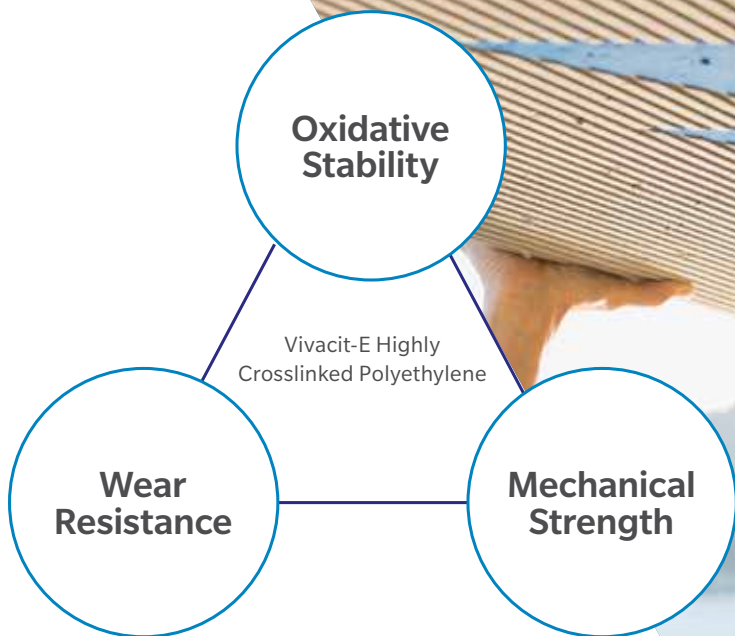 Oxidative
Stability
Vivacit-E Highly
Crosslinked Polyethylene
Wear
Resistance
Mechanical
Strength